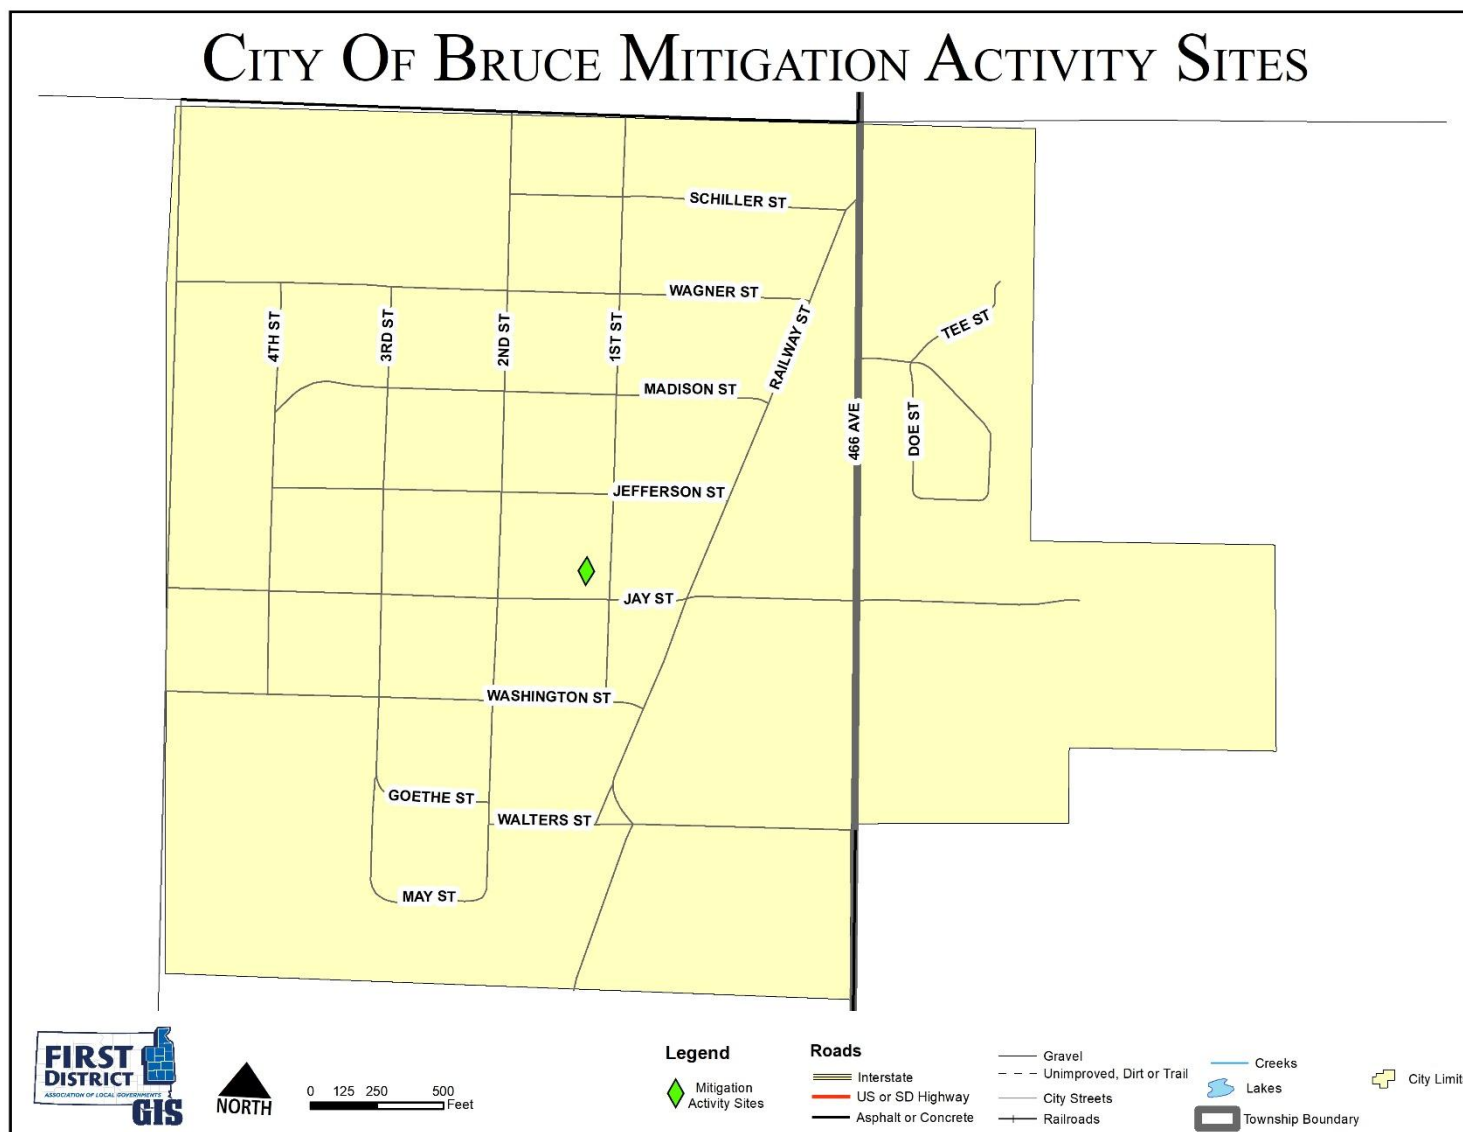 CITY OF BRUCE MITIGATION ACTIVITY SITES
SCHILLER ST
WAGNER ST
TEE ST
4TH ST
3RD ST
2ND ST
1ST ST
RAILWAY ST
MADISON ST
466 AVE
DOE ST
JEFFERSON ST
JAY ST
WASHINGTON ST
GOETHE ST
WALTERS ST
MAY ST
FIRST
DISTRICT
ASSOCIATION OF LOCAL GOVERNMENTS
GIS
NORTH
0 125 250 500
Feet
Legend
Mitigation
Activity Sites
Roads
Interstate
US or SD Highway
Asphalt or Concrete
Gravel
Unimproved, Dirt or Trail
City Streets
Railroads
Creeks
Lakes
Township Boundary
City Limit